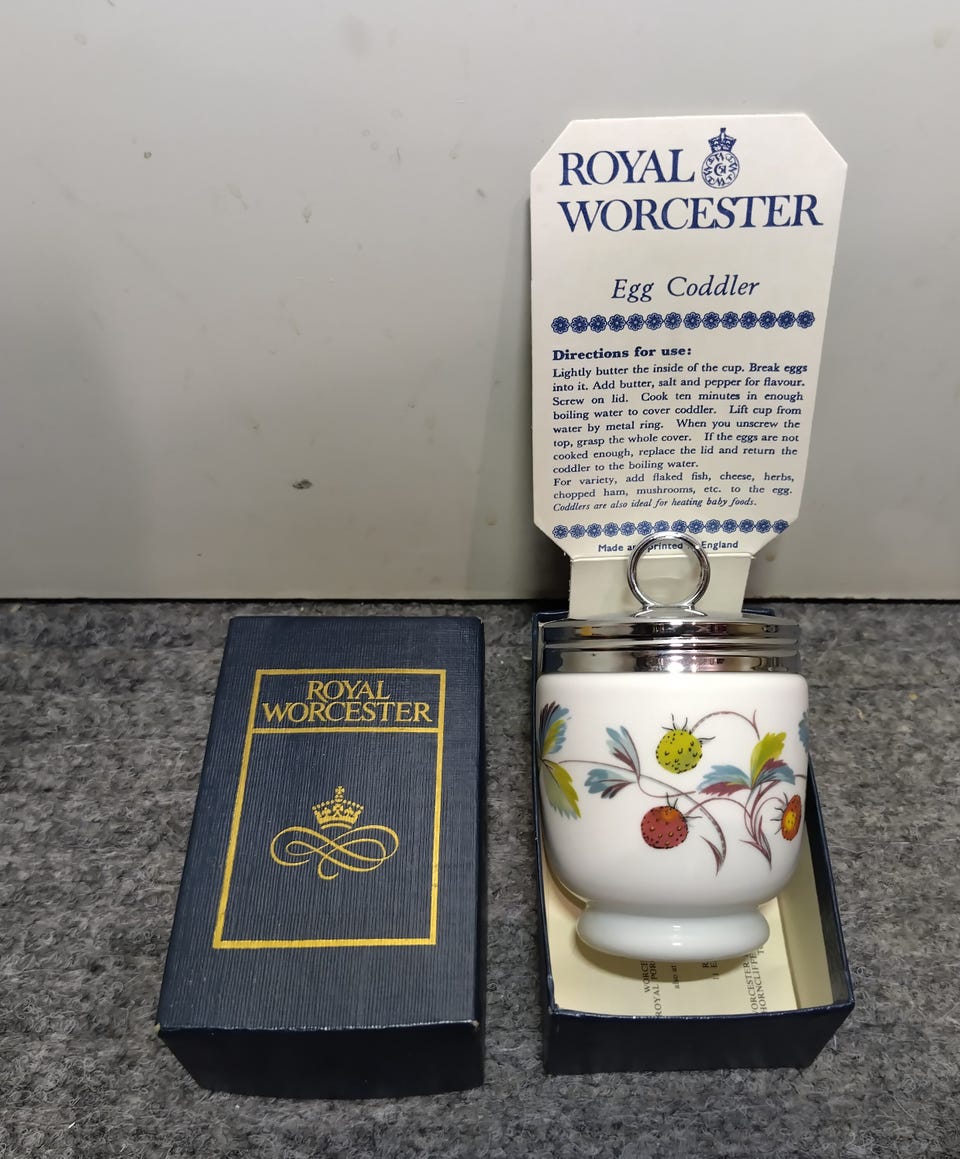 ROYAL
WORCESTER
Egg Coddler
Directions for use:
Lightly butter the inside of the cup. Break eggs
into it. Add butter, salt and pepper for flavour.
Screw on lid. Cook ten minutes in enough
boiling water to cover coddler. Lift cup from
water by metal ring. When you unscrew the
top, grasp the whole cover. If the eggs are not
cooked enough, replace the lid and return the
coddler to the boiling water.
For variety, add flaked fish, cheese, herbs,
chopped ham, mushrooms, etc. to the egg.
Coddlers are also ideal for heating baby foods.
Made printed England
ROYAL
WORCESTER